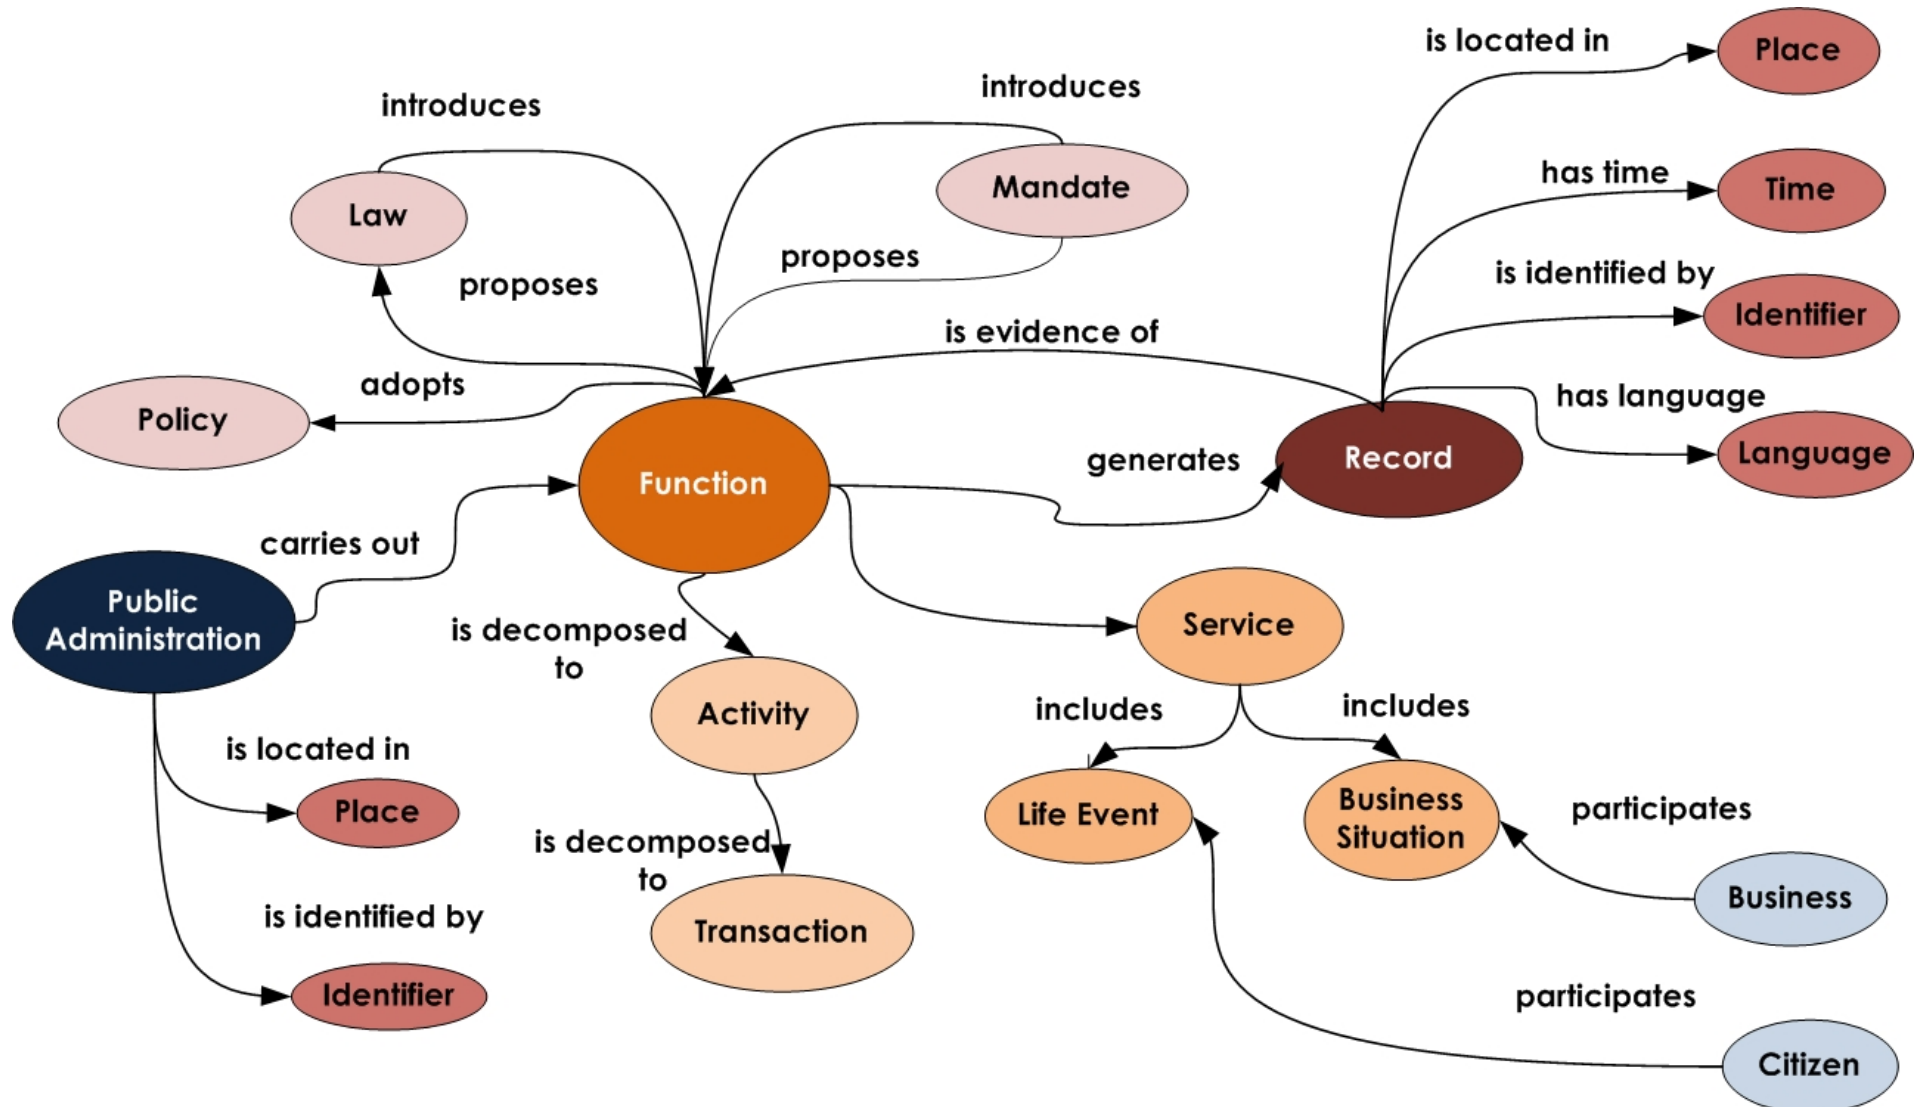 is located in
Place
introduces
introduces
has time
Time
Mandate
Law
proposes
proposes
is identified by
Identifier
is evidence of
adopts
has language
Policy
Language
generates
Record
Function
carries out
Public
Administration
is decomposed
to
Service
Activity
includes
includes
is located in
Place
Life Event
Business
Situation
participates
is decomposed
to
Business
is identified by
Transaction
Identifier
participates
Citizen